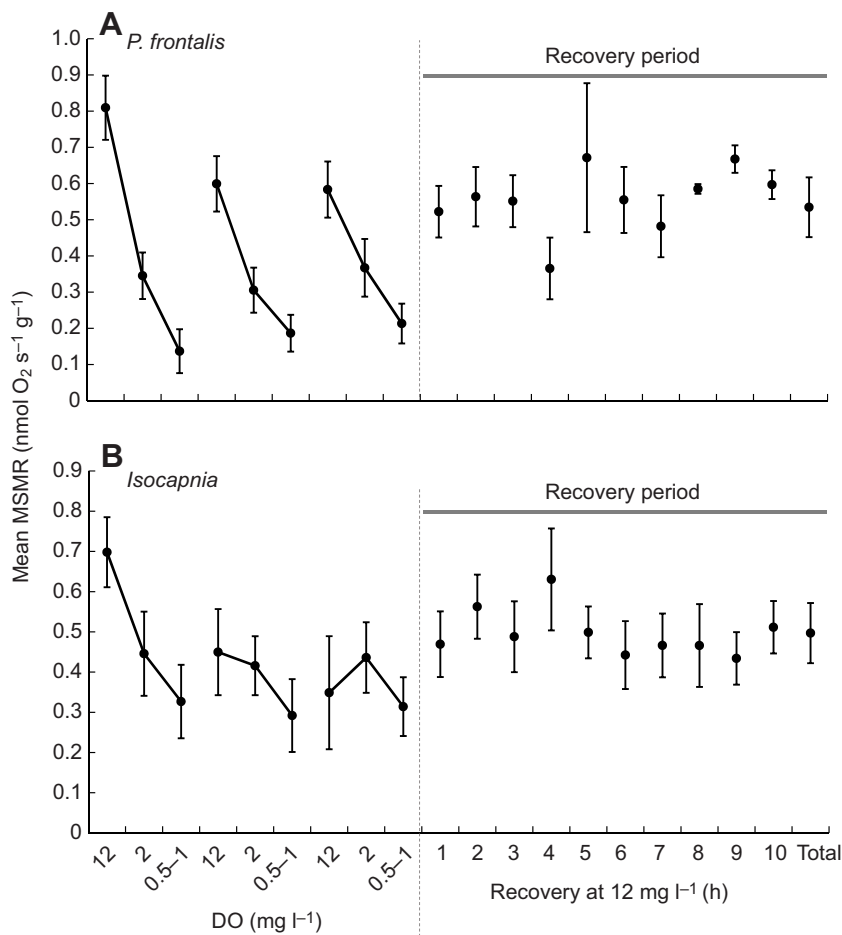 A
P. frontalis
Recovery period
1.0
0.9
0.8
0.7
0.6
0.5
0.4
0.3
0.2
0.1
0
Mean MSMR (nmol O₂ s⁻¹ g⁻¹)
B
Isocapnia
Recovery period
0.9
0.8
0.7
0.6
0.5
0.4
0.3
0.2
0.1
0
12 2 0.5–1 12 2 0.5–1 12 2 0.5–1
1 2 3 4 5 6 7 8 9 10 Total
DO (mg l⁻¹)
Recovery at 12 mg l⁻¹ (h)